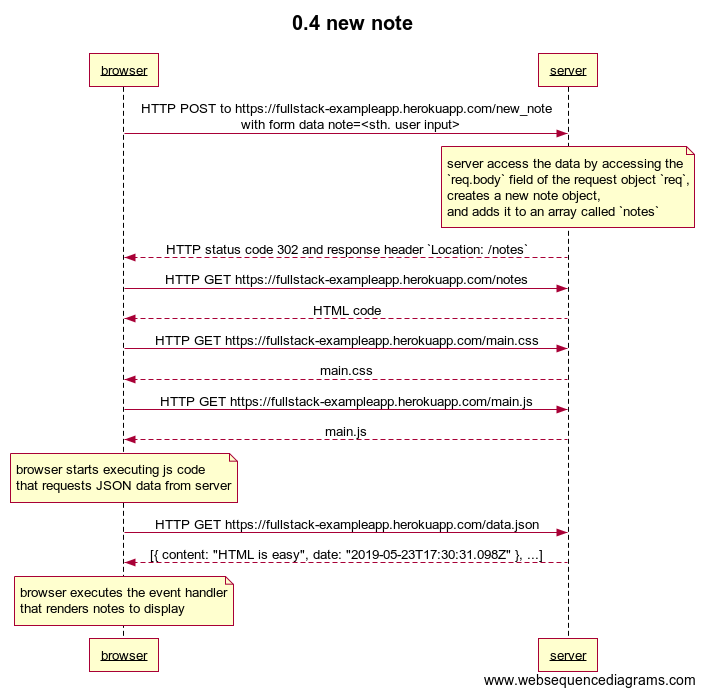 0.4 new note
browser
server
HTTP POST to https://fullstack-exampleapp.herokuapp.com/new_note
with form data note=<sth. user input>
server access the data by accessing the
`req.body` field of the request object `req`,
creates a new note object,
and adds it to an array called `notes`
HTTP status code 302 and response header `Location: /notes`
HTTP GET https://fullstack-exampleapp.herokuapp.com/notes
HTML code
HTTP GET https://fullstack-exampleapp.herokuapp.com/main.css
main.css
HTTP GET https://fullstack-exampleapp.herokuapp.com/main.js
main.js
browser starts executing js code
that requests JSON data from server
HTTP GET https://fullstack-exampleapp.herokuapp.com/data.json
[{ content: "HTML is easy", date: "2019-05-23T17:30:31.098Z" }, ...]
browser executes the event handler
that renders notes to display
browser
server
www.websequencediagrams.com